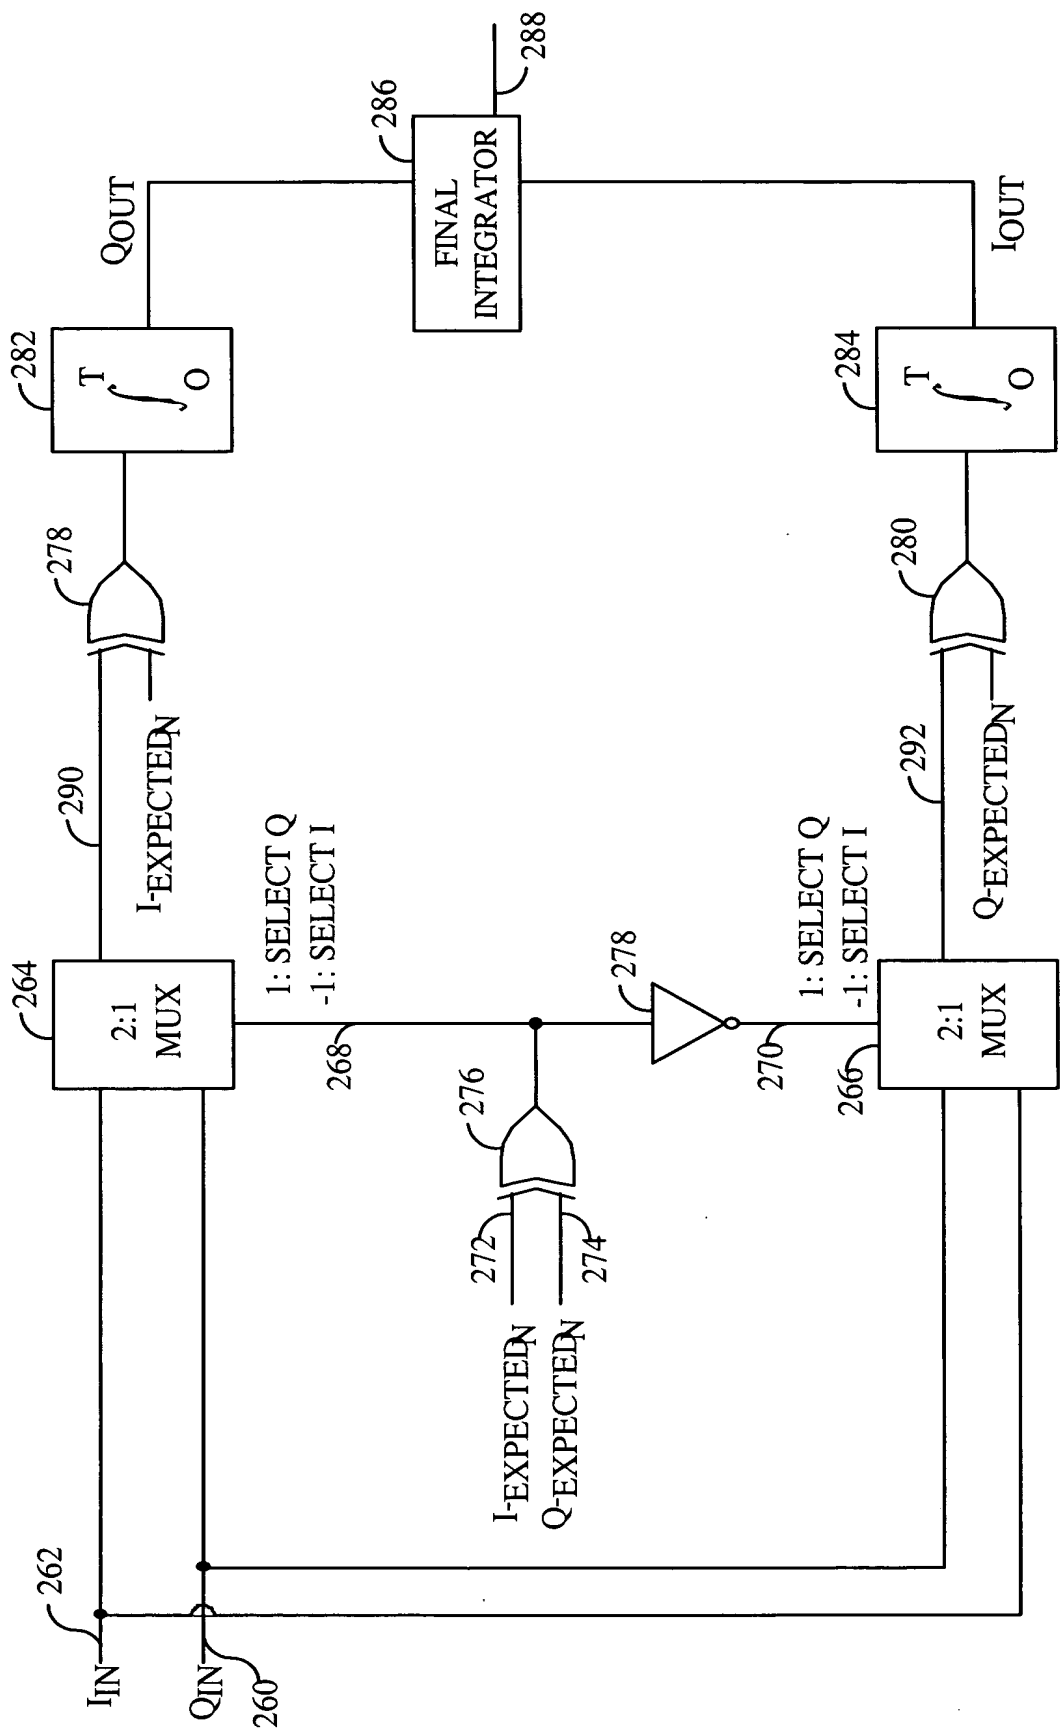 IIN
262
QIN
260
264
2:1
MUX
290
I-EXPECTEDN
278
282
T
∫
O
QOUT
1: SELECT Q
-1: SELECT I
268
I-EXPECTEDN
Q-EXPECTEDN
272
274
276
278
270
286
FINAL
INTEGRATOR
288
1: SELECT Q
-1: SELECT I
266
2:1
MUX
292
Q-EXPECTEDN
280
284
T
∫
O
IOUT